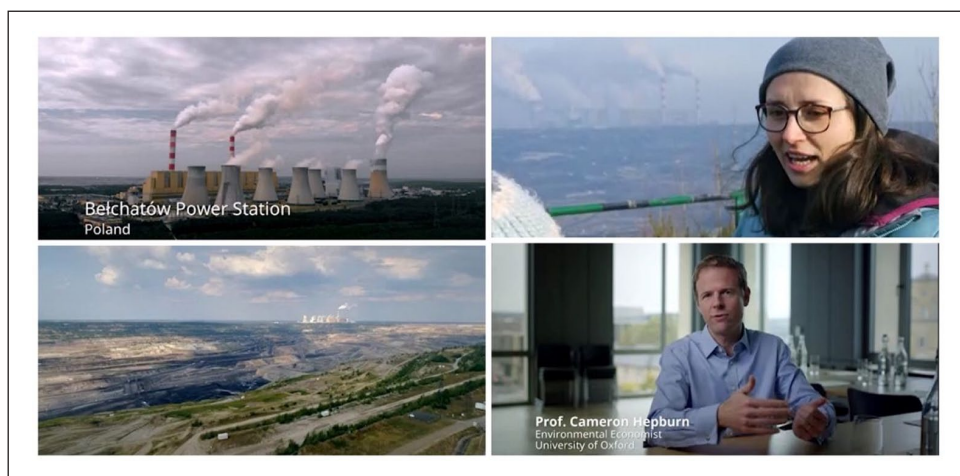 Bełchatów Power Station
Poland
Prof. Cameron Hepburn
Environmental Economist
University of Oxford